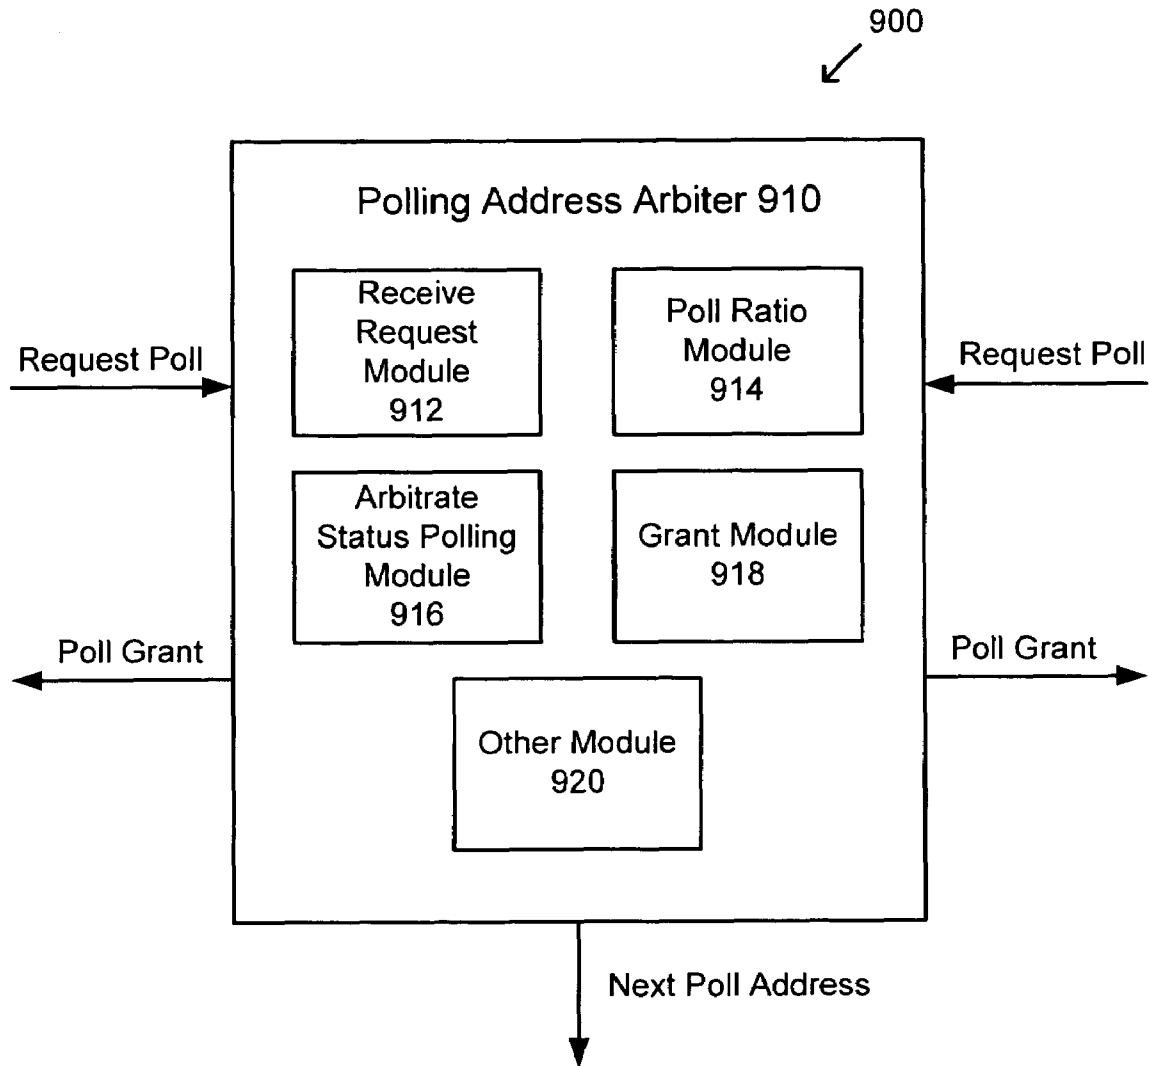 900
Polling Address Arbiter 910
Receive
Request
Module
912
Poll Ratio
Module
914
Request Poll
Request Poll
Arbitrate
Status Polling
Module
916
Grant Module
918
Poll Grant
Poll Grant
Other Module
920
Next Poll Address